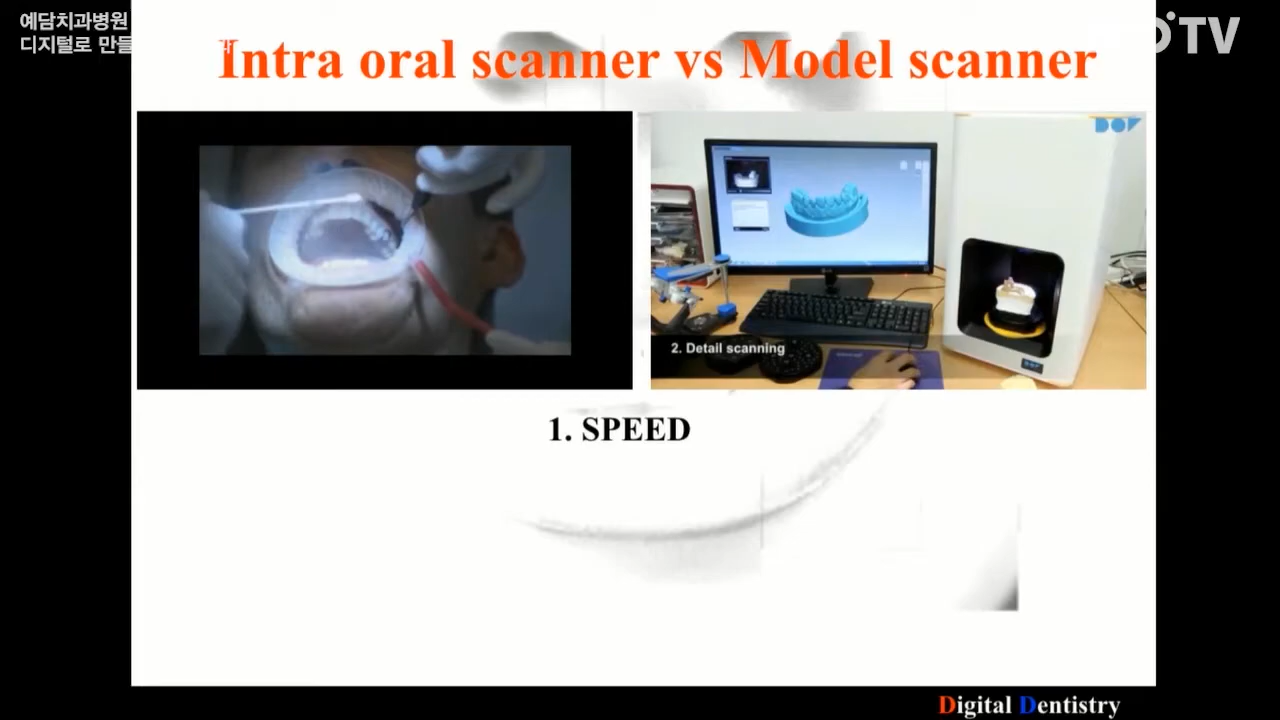 예담치과병원
디지털로 만들
TV
Intra oral scanner vs Model scanner
DOF
2. Detail scanning
1. SPEED
Digital Dentistry